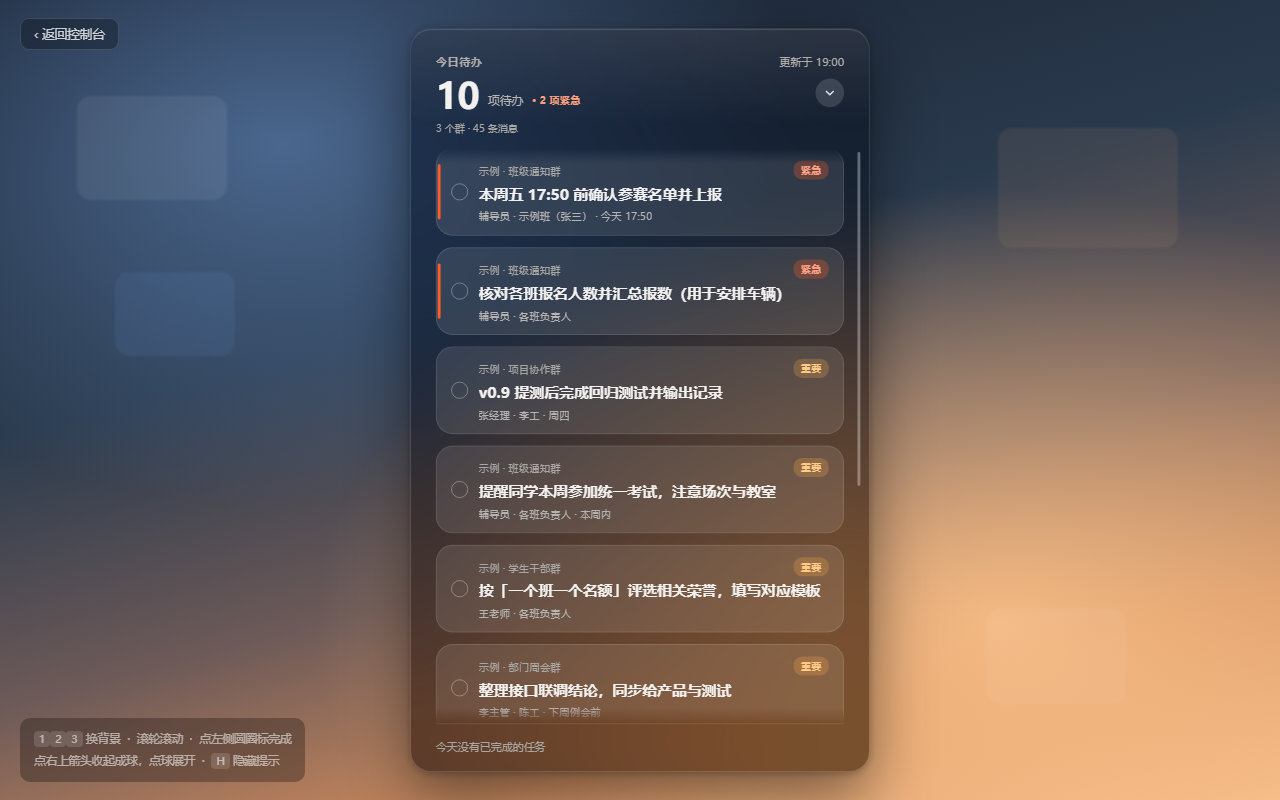 ‹ 返回控制台
今日待办
更新于 19:00
10 项待办 • 2 项紧急
3 个群 · 45 条消息
示例 · 班级通知群
紧急
本周五 17:50 前确认参赛名单并上报
辅导员 · 示例班（张三） · 今天 17:50
示例 · 班级通知群
紧急
核对各班报名人数并汇总报数（用于安排车辆）
辅导员 · 各班负责人
示例 · 项目协作群
重要
v0.9 提测后完成回归测试并输出记录
张经理 · 李工 · 周四
示例 · 班级通知群
重要
提醒同学本周参加统一考试，注意场次与教室
辅导员 · 各班负责人 · 本周内
示例 · 学生干部群
重要
按「一个班一个名额」评选相关荣誉，填写对应模板
王老师 · 各班负责人
示例 · 部门周会群
重要
整理接口联调结论，同步给产品与测试
李主管 · 陈工 · 下周例会前
今天没有已完成的任务
1 2 3 换背景 · 滚轮滚动 · 点左侧圆圈标完成
点右上箭头收起成球，点球展开 · H 隐藏提示